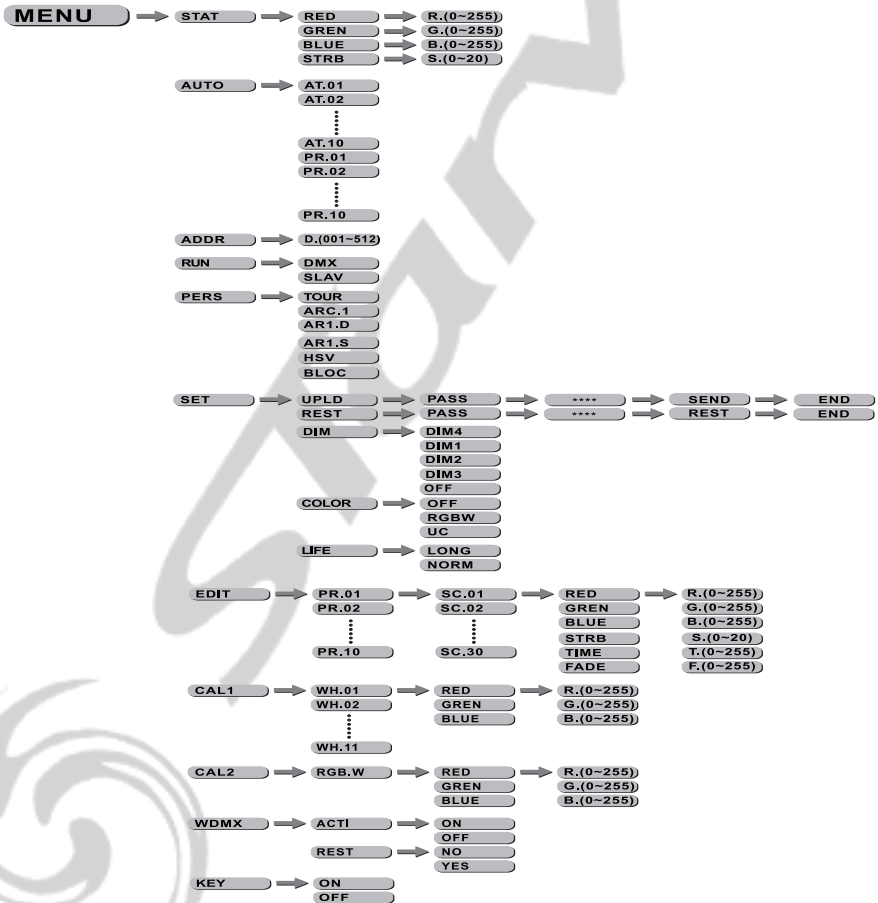 MENU STAT RED R.(0~255)
GREN G.(0~255)
BLUE B.(0~255)
STRB S.(0~20)
AUTO AT.01
AT.02
AT.10
PR.01
PR.02
PR.10
ADDR D.(001~512)
RUN DMX
SLAV
PERS TOUR
ARC.1
AR1.D
AR1.S
HSV
BLOC
SET UPLD PASS **** SEND END
REST PASS **** REST END
DIM DIM4
DIM1
DIM2
DIM3
OFF
COLOR OFF
RGBW
UC
LIFE LONG
NORM
EDIT PR.01 SC.01 RED R.(0~255)
PR.02 SC.02 GREN G.(0~255)
BLUE B.(0~255)
STRB S.(0~20)
PR.10 SC.30 TIME T.(0~255)
FADE F.(0~255)
CAL1 WH.01 RED R.(0~255)
WH.02 GREN G.(0~255)
BLUE B.(0~255)
WH.11
CAL2 RGB.W RED R.(0~255)
GREN G.(0~255)
BLUE B.(0~255)
WDMX ACTI ON
OFF
REST NO
YES
KEY ON
OFF